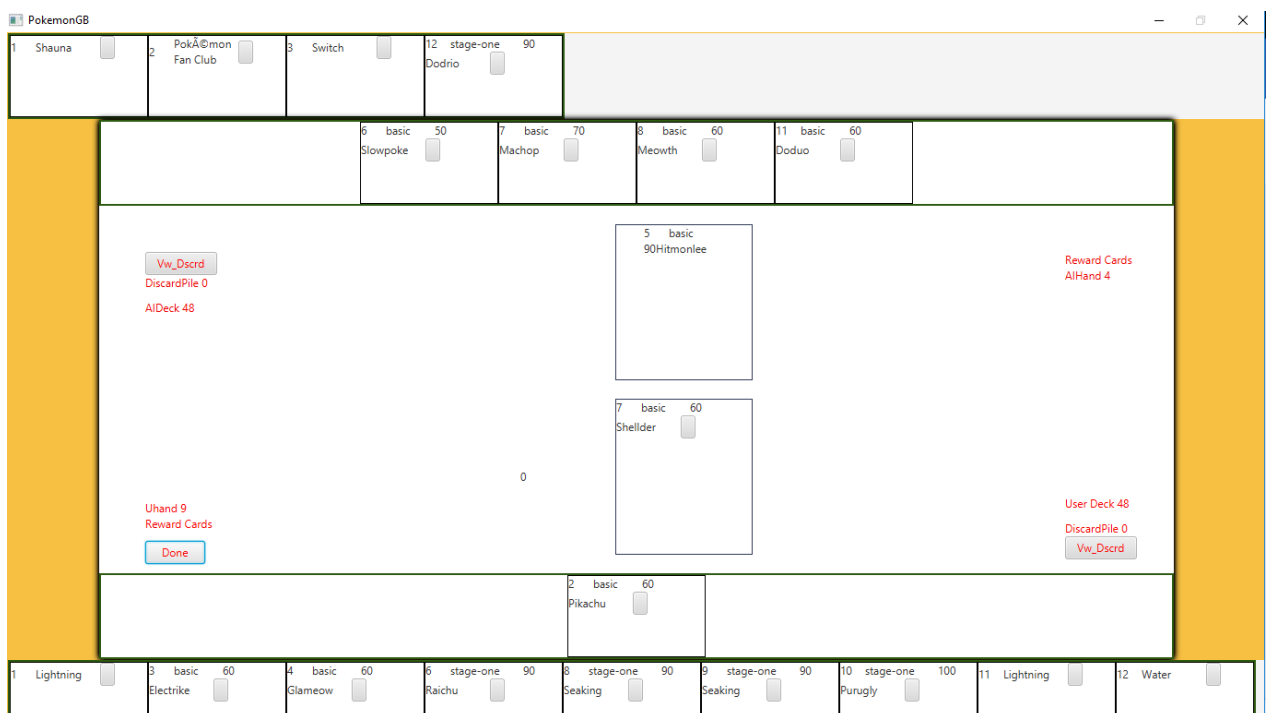 PokemonGB
1 Shauna
2 PokÃ©mon Fan Club
3 Switch
12 stage-one 90
Dodrio
6 basic 50
Slowpoke
7 basic 70
Machop
8 basic 60
Meowth
11 basic 60
Doduo
5 basic
90Hitmonlee
Vw_Dscrd
DiscardPile 0
AIDeck 48
Reward Cards
AIHand 4
7 basic 60
Shellder
0
Uhand 9
Reward Cards
Done
User Deck 48
DiscardPile 0
Vw_Dscrd
2 basic 60
Pikachu
1 Lightning
3 basic 60
Electrike
4 basic 60
Glameow
6 stage-one 90
Raichu
8 stage-one 90
Seaking
9 stage-one 90
Seaking
10 stage-one 100
Purugly
11 Lightning
12 Water